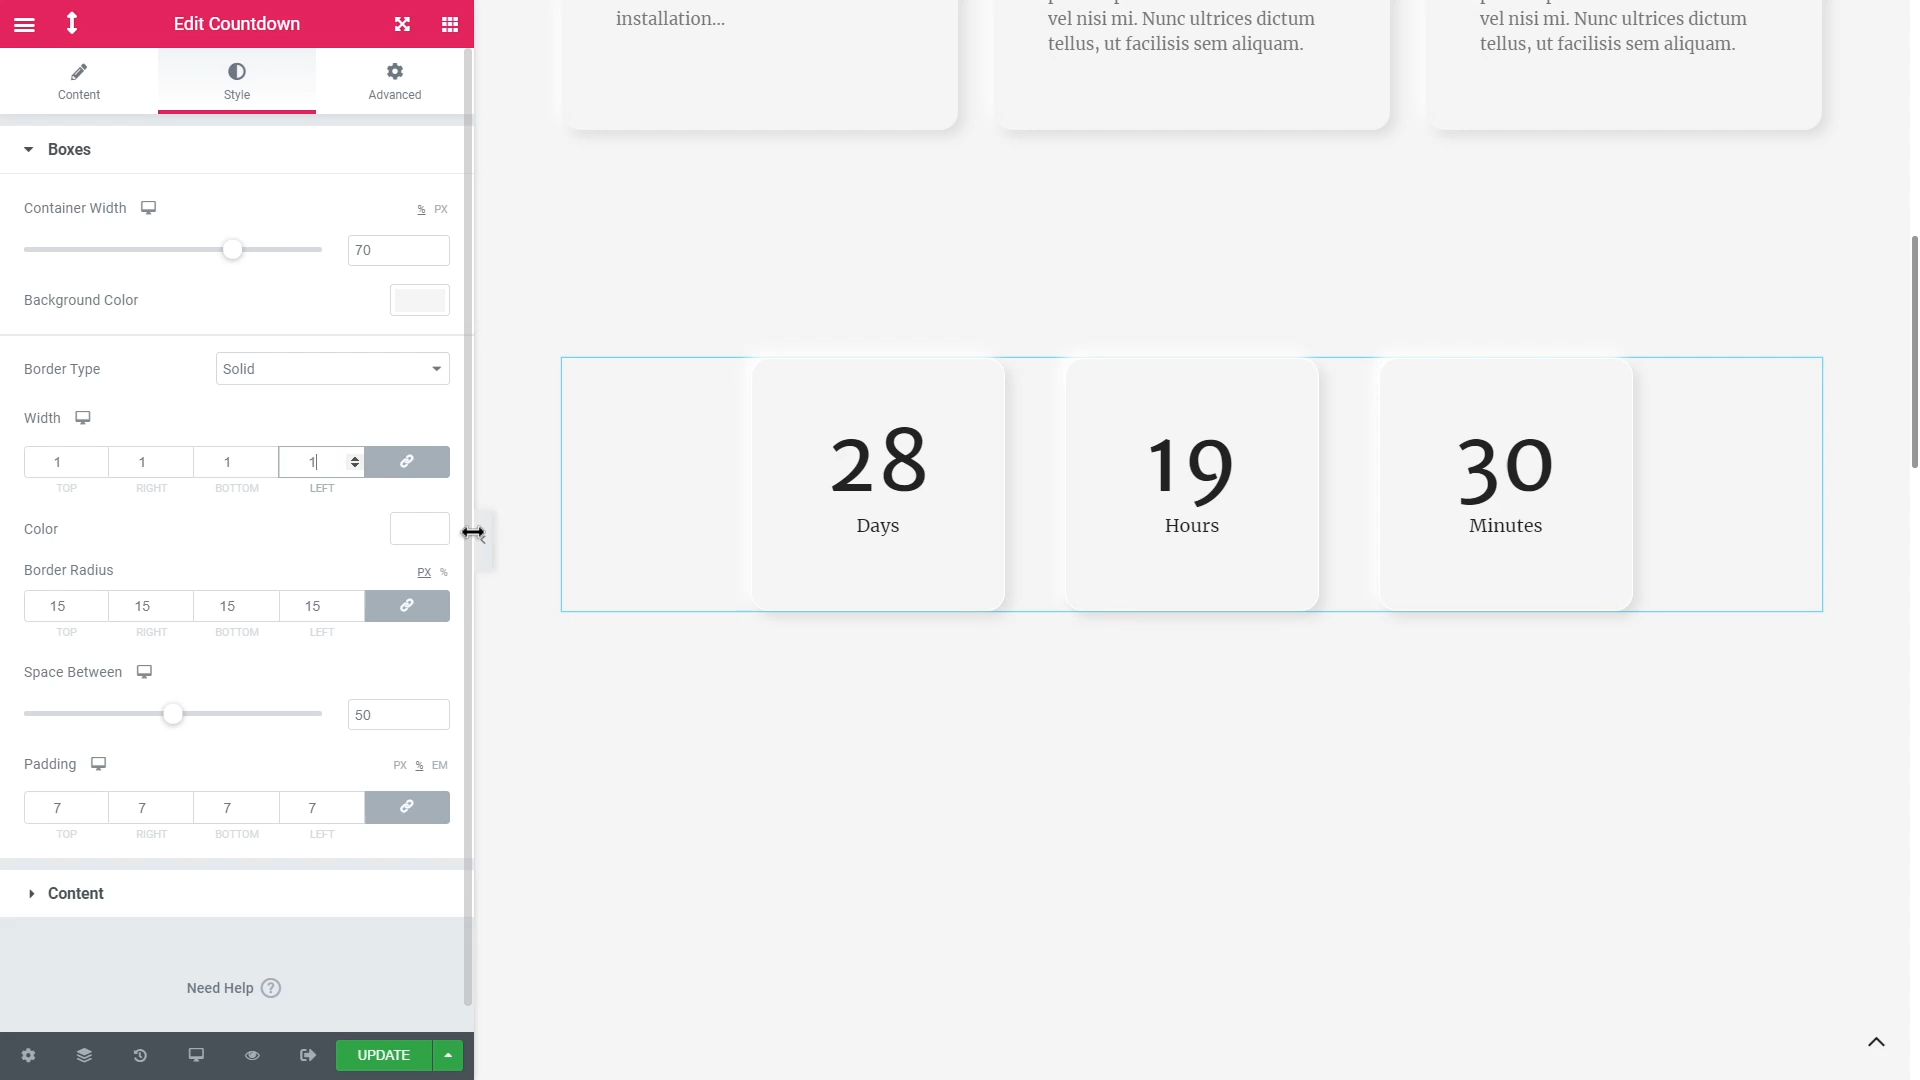 Edit Countdown
Content
Style
Advanced
Boxes
Container Width
% PX
70
Background Color
Border Type
Solid
Width
1 1 1 1
TOP RIGHT BOTTOM LEFT
Color
Border Radius
PX %
15 15 15 15
TOP RIGHT BOTTOM LEFT
Space Between
50
Padding
PX % EM
7 7 7 7
TOP RIGHT BOTTOM LEFT
Content
Need Help ?
UPDATE
installation...
vel nisi mi. Nunc ultrices dictum
tellus, ut facilisis sem aliquam.
vel nisi mi. Nunc ultrices dictum
tellus, ut facilisis sem aliquam.
28
Days
19
Hours
30
Minutes